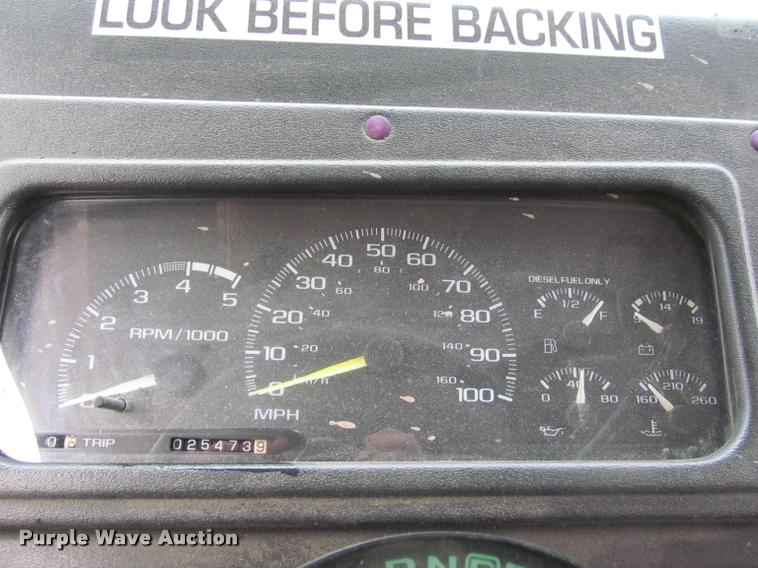 LOOK BEFORE BACKING
0 1 2 3 4 5
RPM/1000
0 10 20 30 40 50 60 70 80 90 100
20 40 60 80 100 120 140 160
km/h
MPH
DIESEL FUEL ONLY
E 1/2 F
9 14 19
0 40 80
160 210 260
TRIP
0254739
Purple Wave Auction